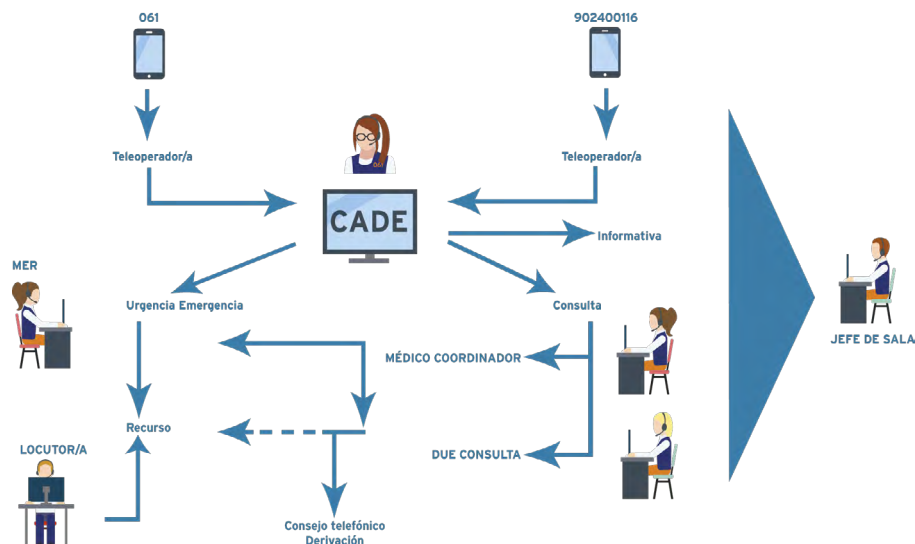 061
902400116
Teleoperador/a
Teleoperador/a
061
CADE
Informativa
MER
Urgencia Emergencia
Consulta
JEFE DE SALA
MÉDICO COORDINADOR
Recurso
LOCUTOR/A
DUE CONSULTA
Consejo telefónico
Derivación